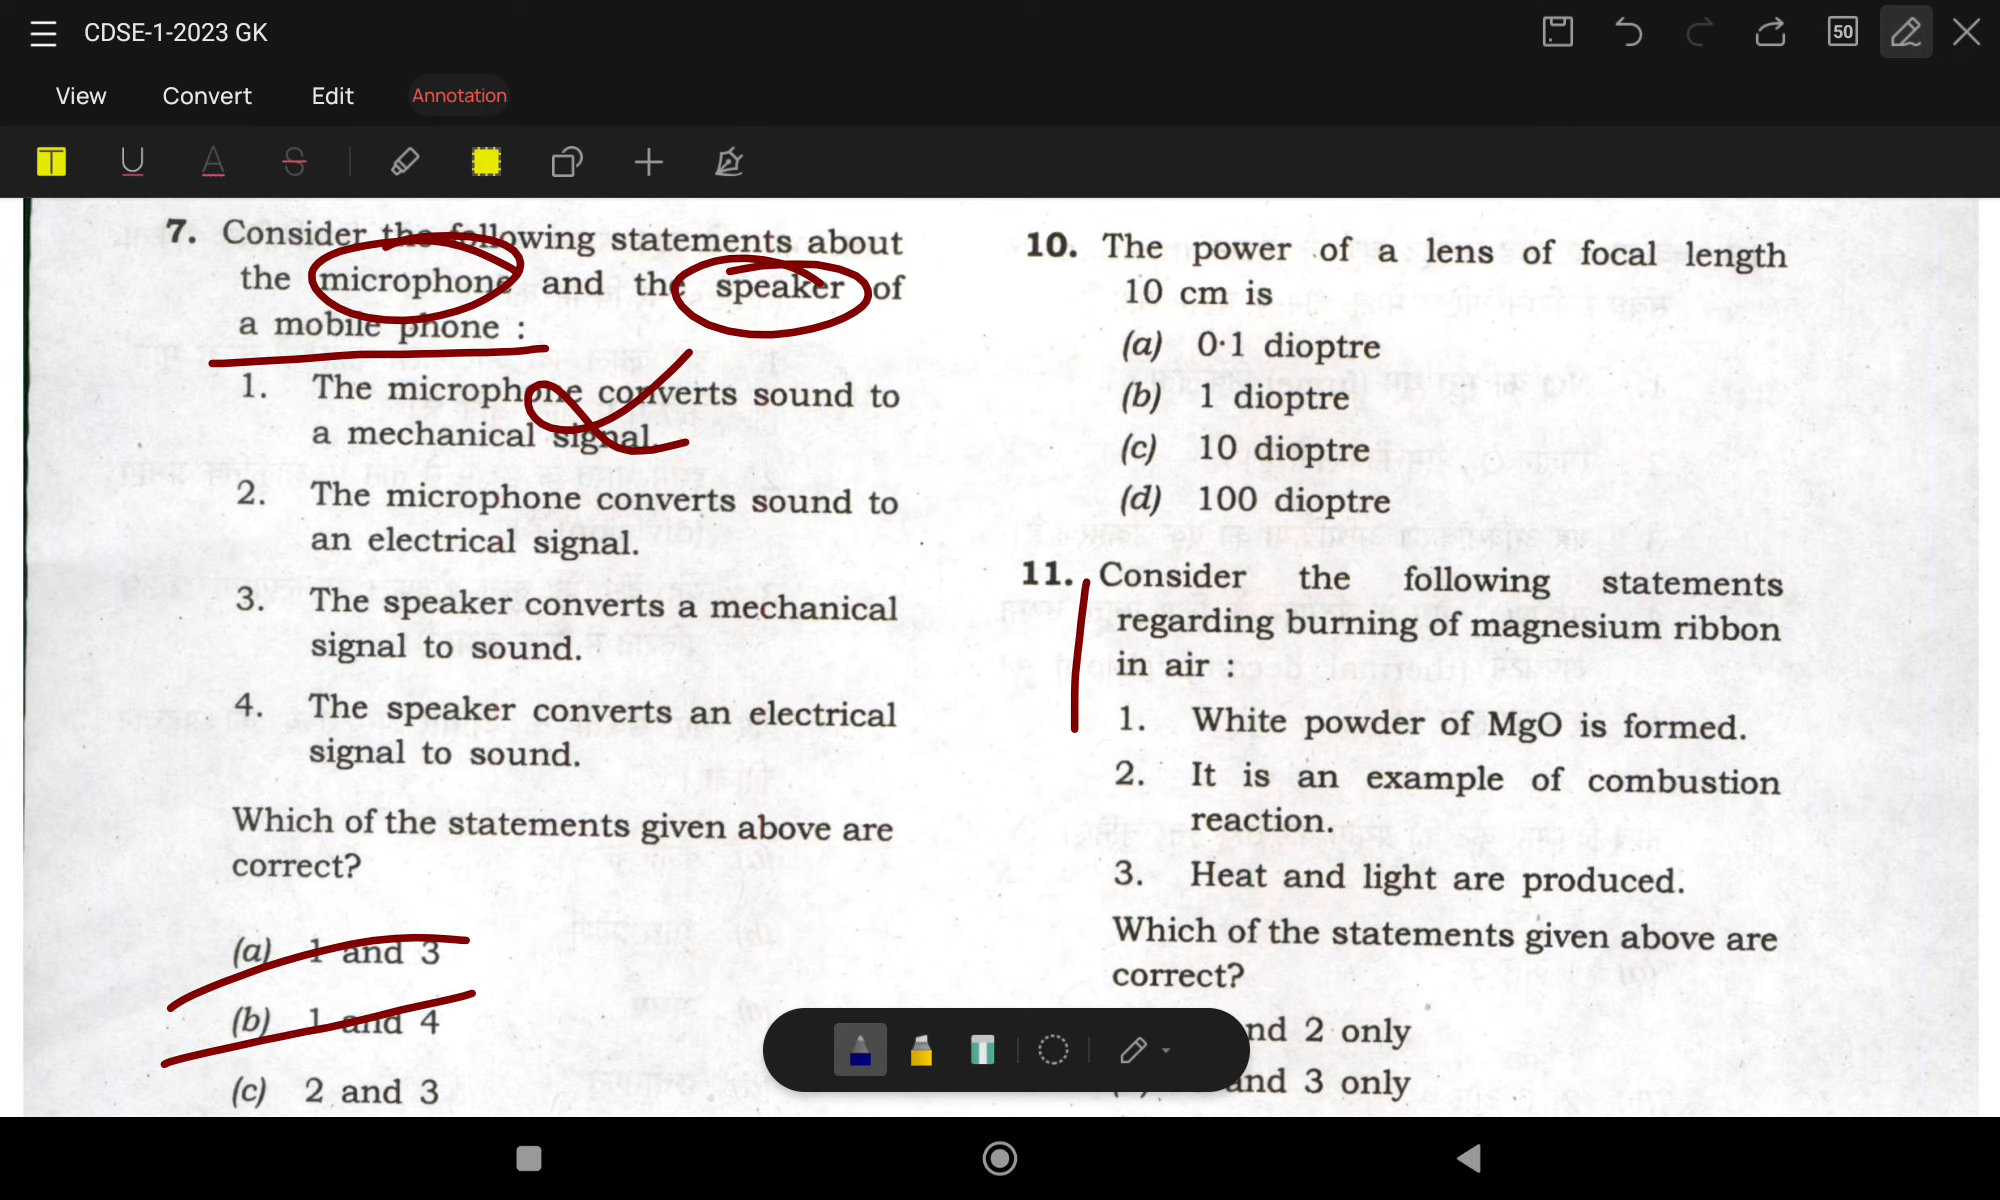 CDSE-1-2023 GK
50
View Convert Edit Annotation
7. Consider the following statements about
the microphone and the speaker of
a mobile phone :
1. The microphone converts sound to
a mechanical signal.
2. The microphone converts sound to
an electrical signal.
3. The speaker converts a mechanical
signal to sound.
4. The speaker converts an electrical
signal to sound.
Which of the statements given above are
correct?
(a) 1 and 3
(b) 1 and 4
(c) 2 and 3
10. The power of a lens of focal length
10 cm is
(a) 0·1 dioptre
(b) 1 dioptre
(c) 10 dioptre
(d) 100 dioptre
11. Consider the following statements
regarding burning of magnesium ribbon
in air :
1. White powder of MgO is formed.
2. It is an example of combustion
reaction.
3. Heat and light are produced.
Which of the statements given above are
correct?
nd 2 only
and 3 only